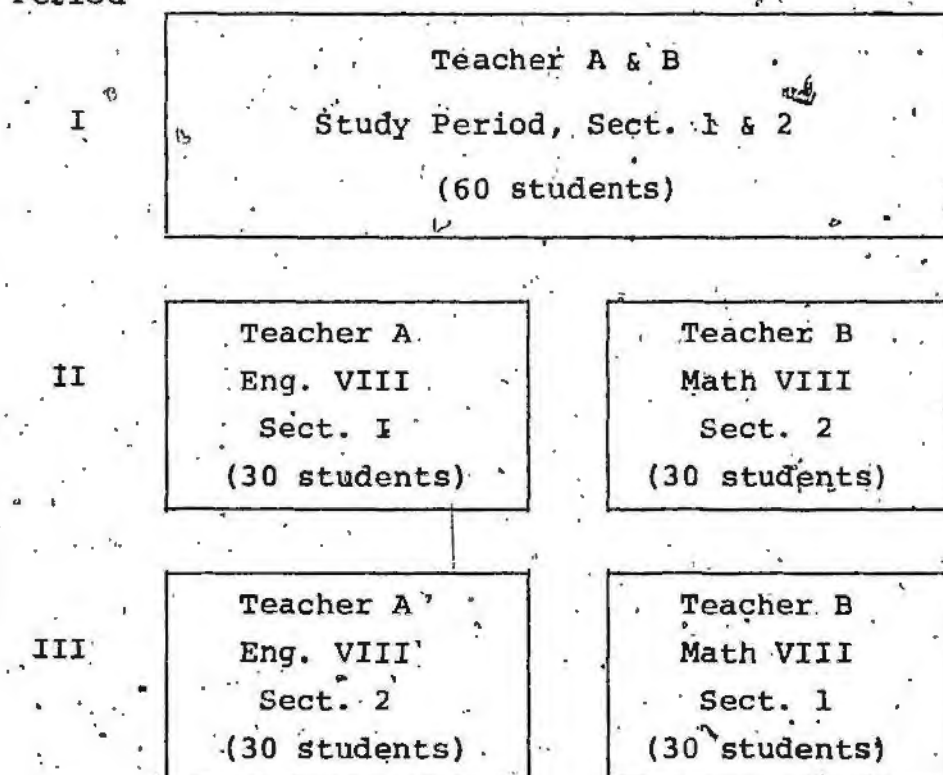 Period
Teacher A & B
I
Study Period, Sect. 1 & 2
(60 students)
Teacher A
Teacher B
II
Eng. VIII
Math VIII
Sect. I
Sect. 2
(30 students)
(30 students)
Teacher A
Teacher B
III
Eng. VIII
Math VIII
Sect. 2
Sect. 1
(30 students)
(30 students)